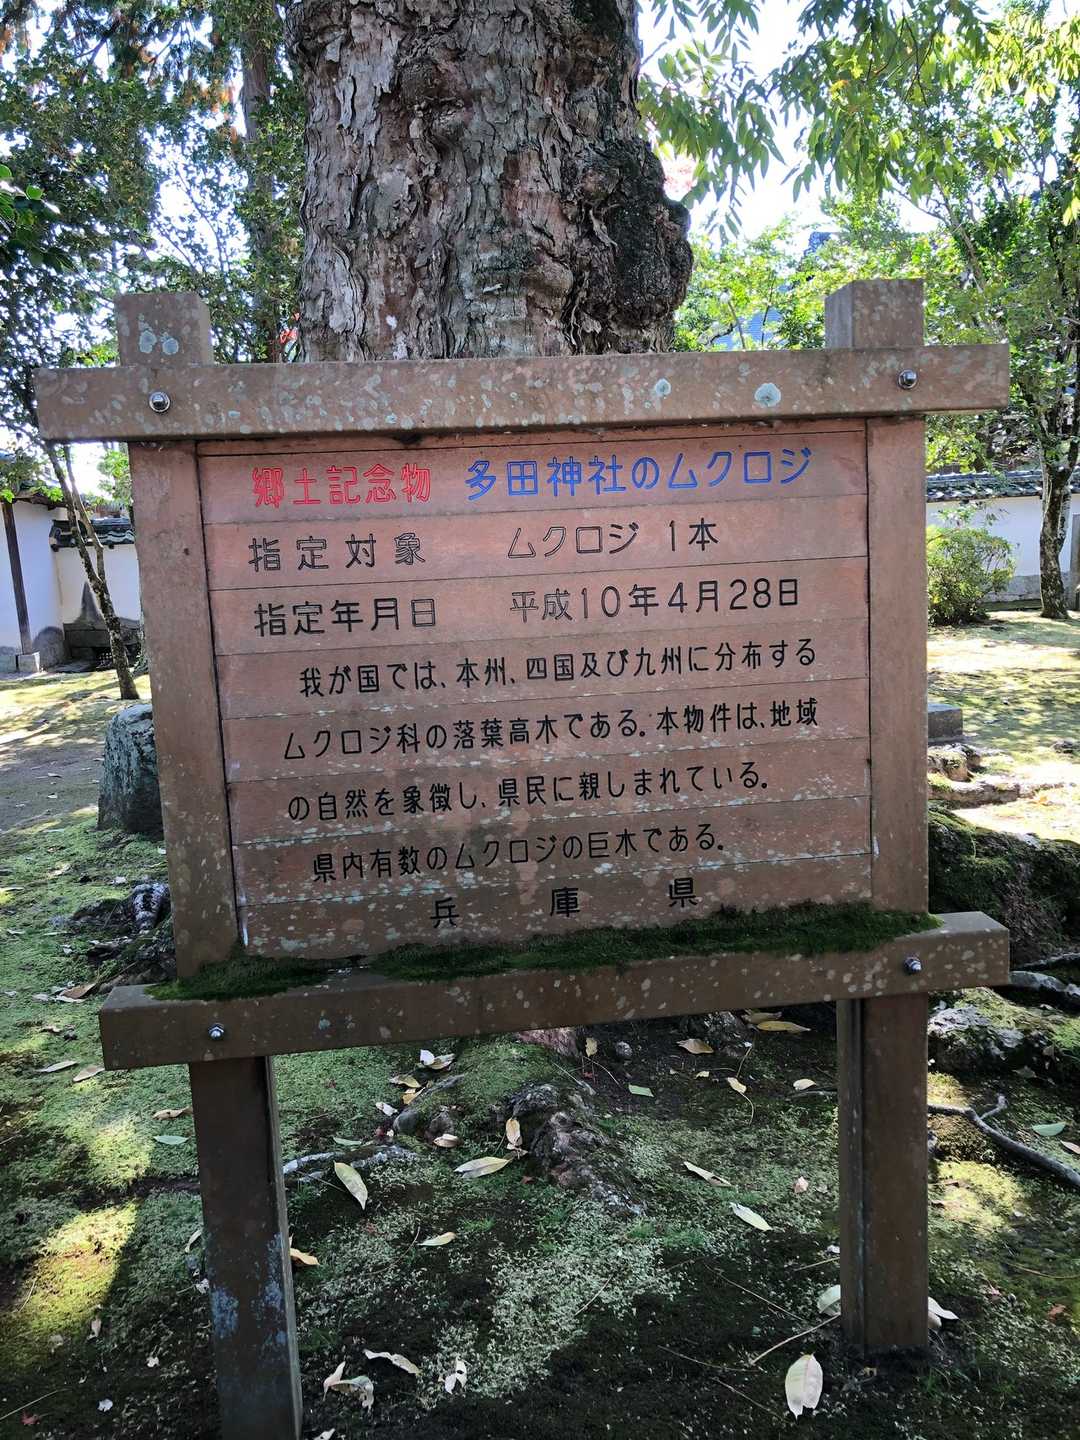 郷土記念物 多田神社のムクロジ
指定対象 ムクロジ 1本
指定年月日 平成10年4月28日
我が国では、本州、四国及び九州に分布する
ムクロジ科の落葉高木である。本物件は、地域
の自然を象徴し、県民に親しまれている。
県内有数のムクロジの巨木である。
兵庫県